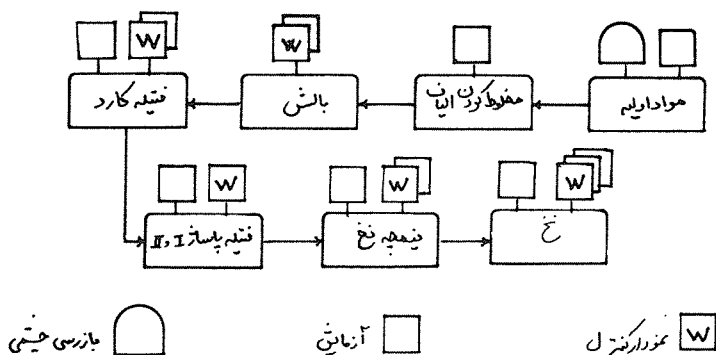 W W
مواد اولیه
مخلوط کردن الیاف
بالش
فتیله کارد
W W W
فتیله پاساژ I و II
نیمچه نخ
نخ
W نمودار کنترل
آزمایش
بازرسی چشمی